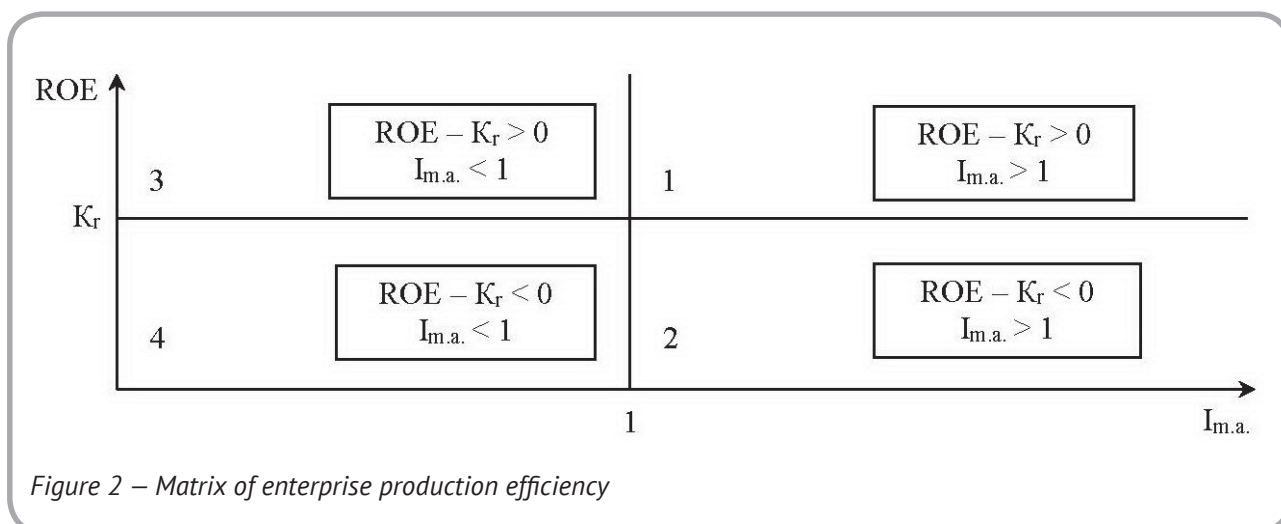 ROE
ROE – Kr > 0
Im.a. < 1
ROE – Kr > 0
Im.a. > 1
3
1
Kr
ROE – Kr < 0
Im.a. < 1
ROE – Kr < 0
Im.a. > 1
4
2
1
Im.a.
Figure 2 — Matrix of enterprise production efficiency